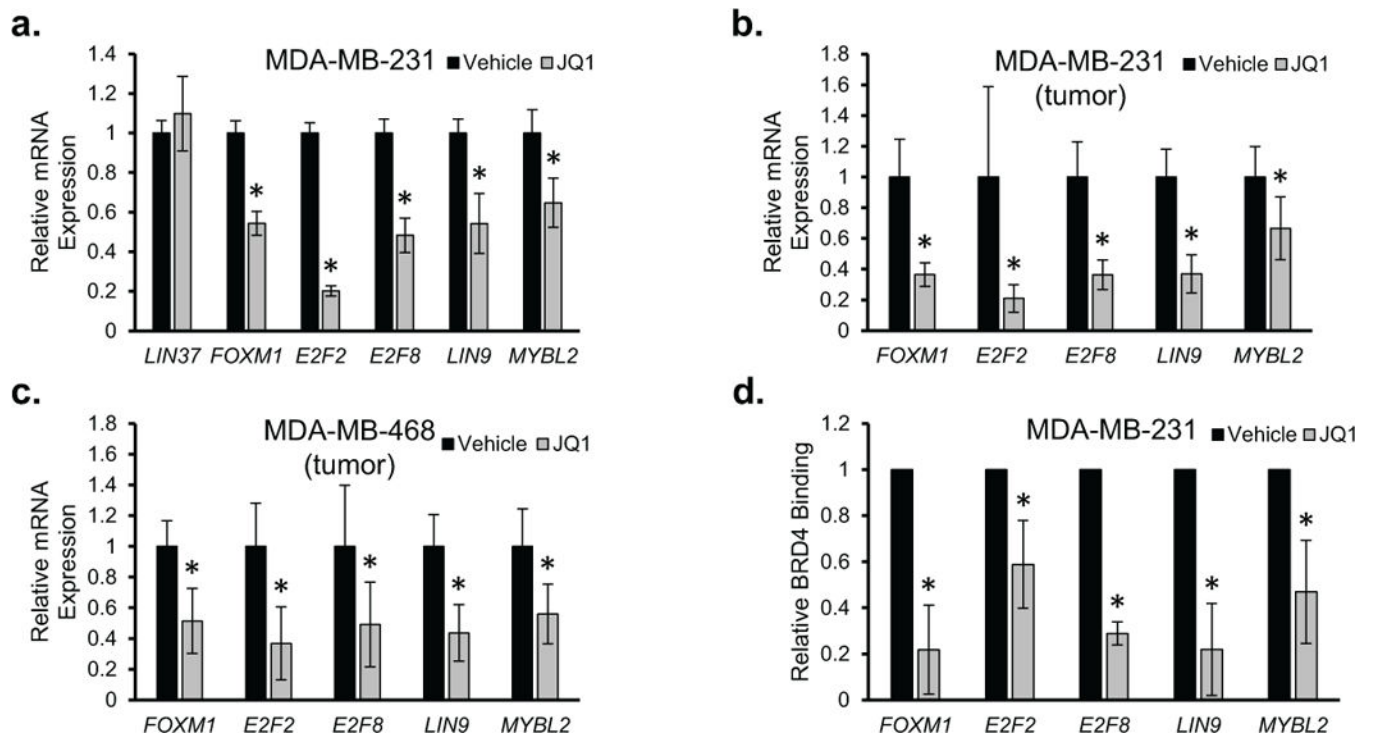 a.
MDA-MB-231
Vehicle JQ1
Relative mRNA
Expression
1.4
1.2
1
0.8
0.6
0.4
0.2
0
* * * * *
LIN37 FOXM1 E2F2 E2F8 LIN9 MYBL2
b.
MDA-MB-231
(tumor)
Vehicle JQ1
Relative mRNA
Expression
1.8
1.6
1.4
1.2
1
0.8
0.6
0.4
0.2
0
* * * * *
FOXM1 E2F2 E2F8 LIN9 MYBL2
c.
MDA-MB-468
(tumor)
Vehicle JQ1
Relative mRNA
Expression
1.8
1.6
1.4
1.2
1
0.8
0.6
0.4
0.2
0
* * * * *
FOXM1 E2F2 E2F8 LIN9 MYBL2
d.
MDA-MB-231
Vehicle JQ1
Relative BRD4 Binding
1.2
1
0.8
0.6
0.4
0.2
0
* * * * *
FOXM1 E2F2 E2F8 LIN9 MYBL2